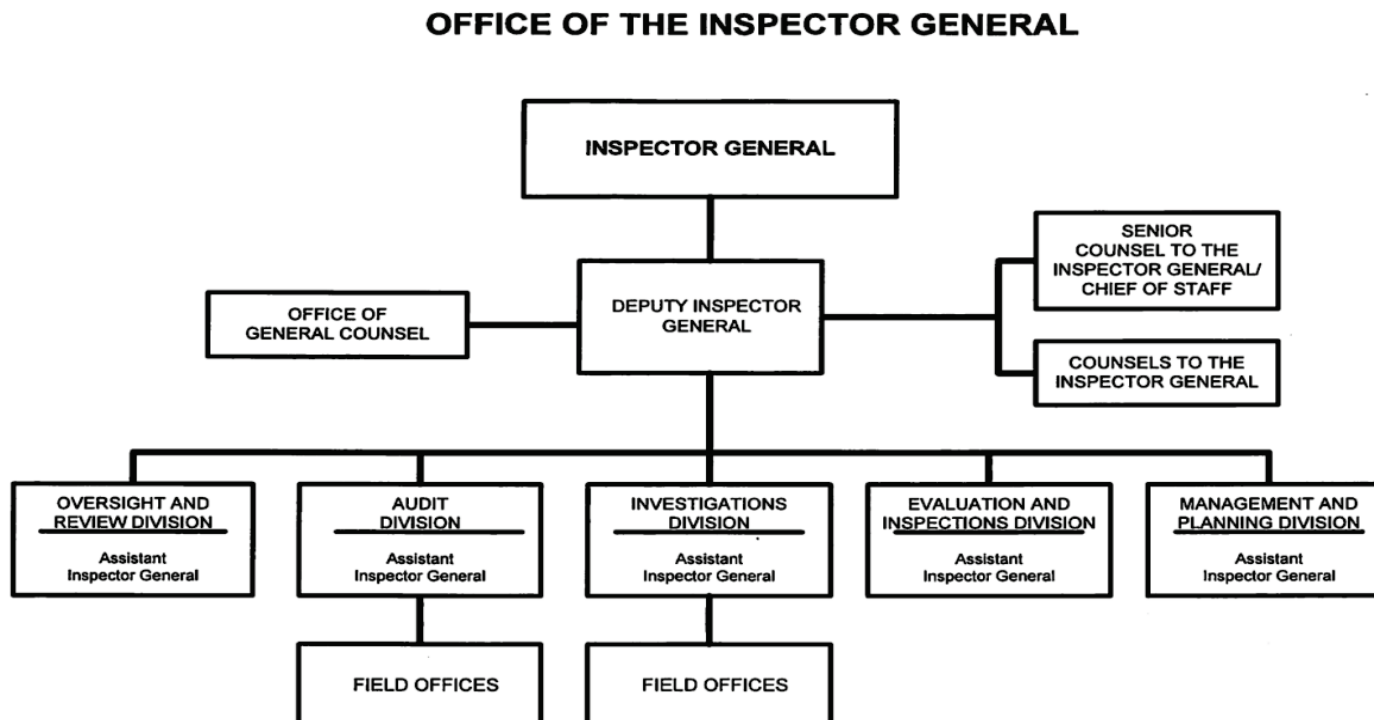 OFFICE OF THE INSPECTOR GENERAL
INSPECTOR GENERAL
SENIOR
COUNSEL TO THE
INSPECTOR GENERAL/
CHIEF OF STAFF
OFFICE OF
GENERAL COUNSEL
DEPUTY INSPECTOR
GENERAL
COUNSELS TO THE
INSPECTOR GENERAL
OVERSIGHT AND
REVIEW DIVISION
Assistant
Inspector General
AUDIT
DIVISION
Assistant
Inspector General
INVESTIGATIONS
DIVISION
Assistant
Inspector General
EVALUATION AND
INSPECTIONS DIVISION
Assistant
Inspector General
MANAGEMENT AND
PLANNING DIVISION
Assistant
Inspector General
FIELD OFFICES
FIELD OFFICES